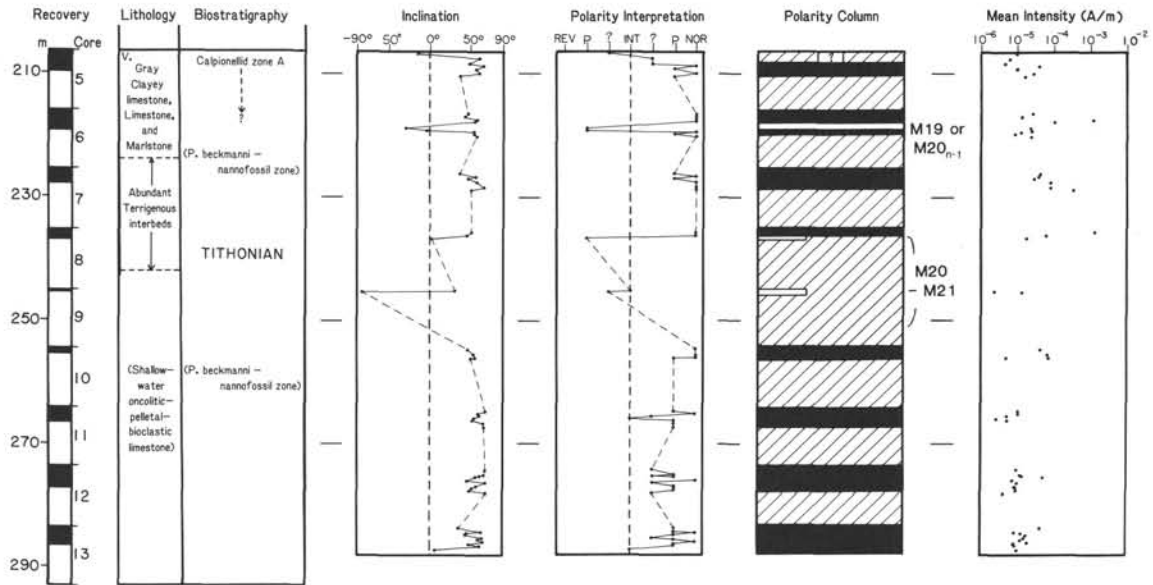 Recovery
m Core
210
230
250
270
290
5
6
7
8
9
10
11
12
13
Lithology
V.
Gray
Clayey
limestone,
Limestone,
and
Marlstone
Abundant
Terrigenous
interbeds
(Shallow-
water
oncolitic-
pelletal-
bioclastic
limestone)
Biostratigraphy
Calpionellid zone A
?
(P. beckmanni –
nannofossil zone)
TITHONIAN
(P. beckmanni –
nannofossil zone)
Inclination
-90° 50° 0° 50° 90°
Polarity Interpretation
REV P ? INT ? P NOR
Polarity Column
?
M19 or
M20n-1
M20
- M21
Mean Intensity (A/m)
10-6 10-5 10-4 10-3 10-2